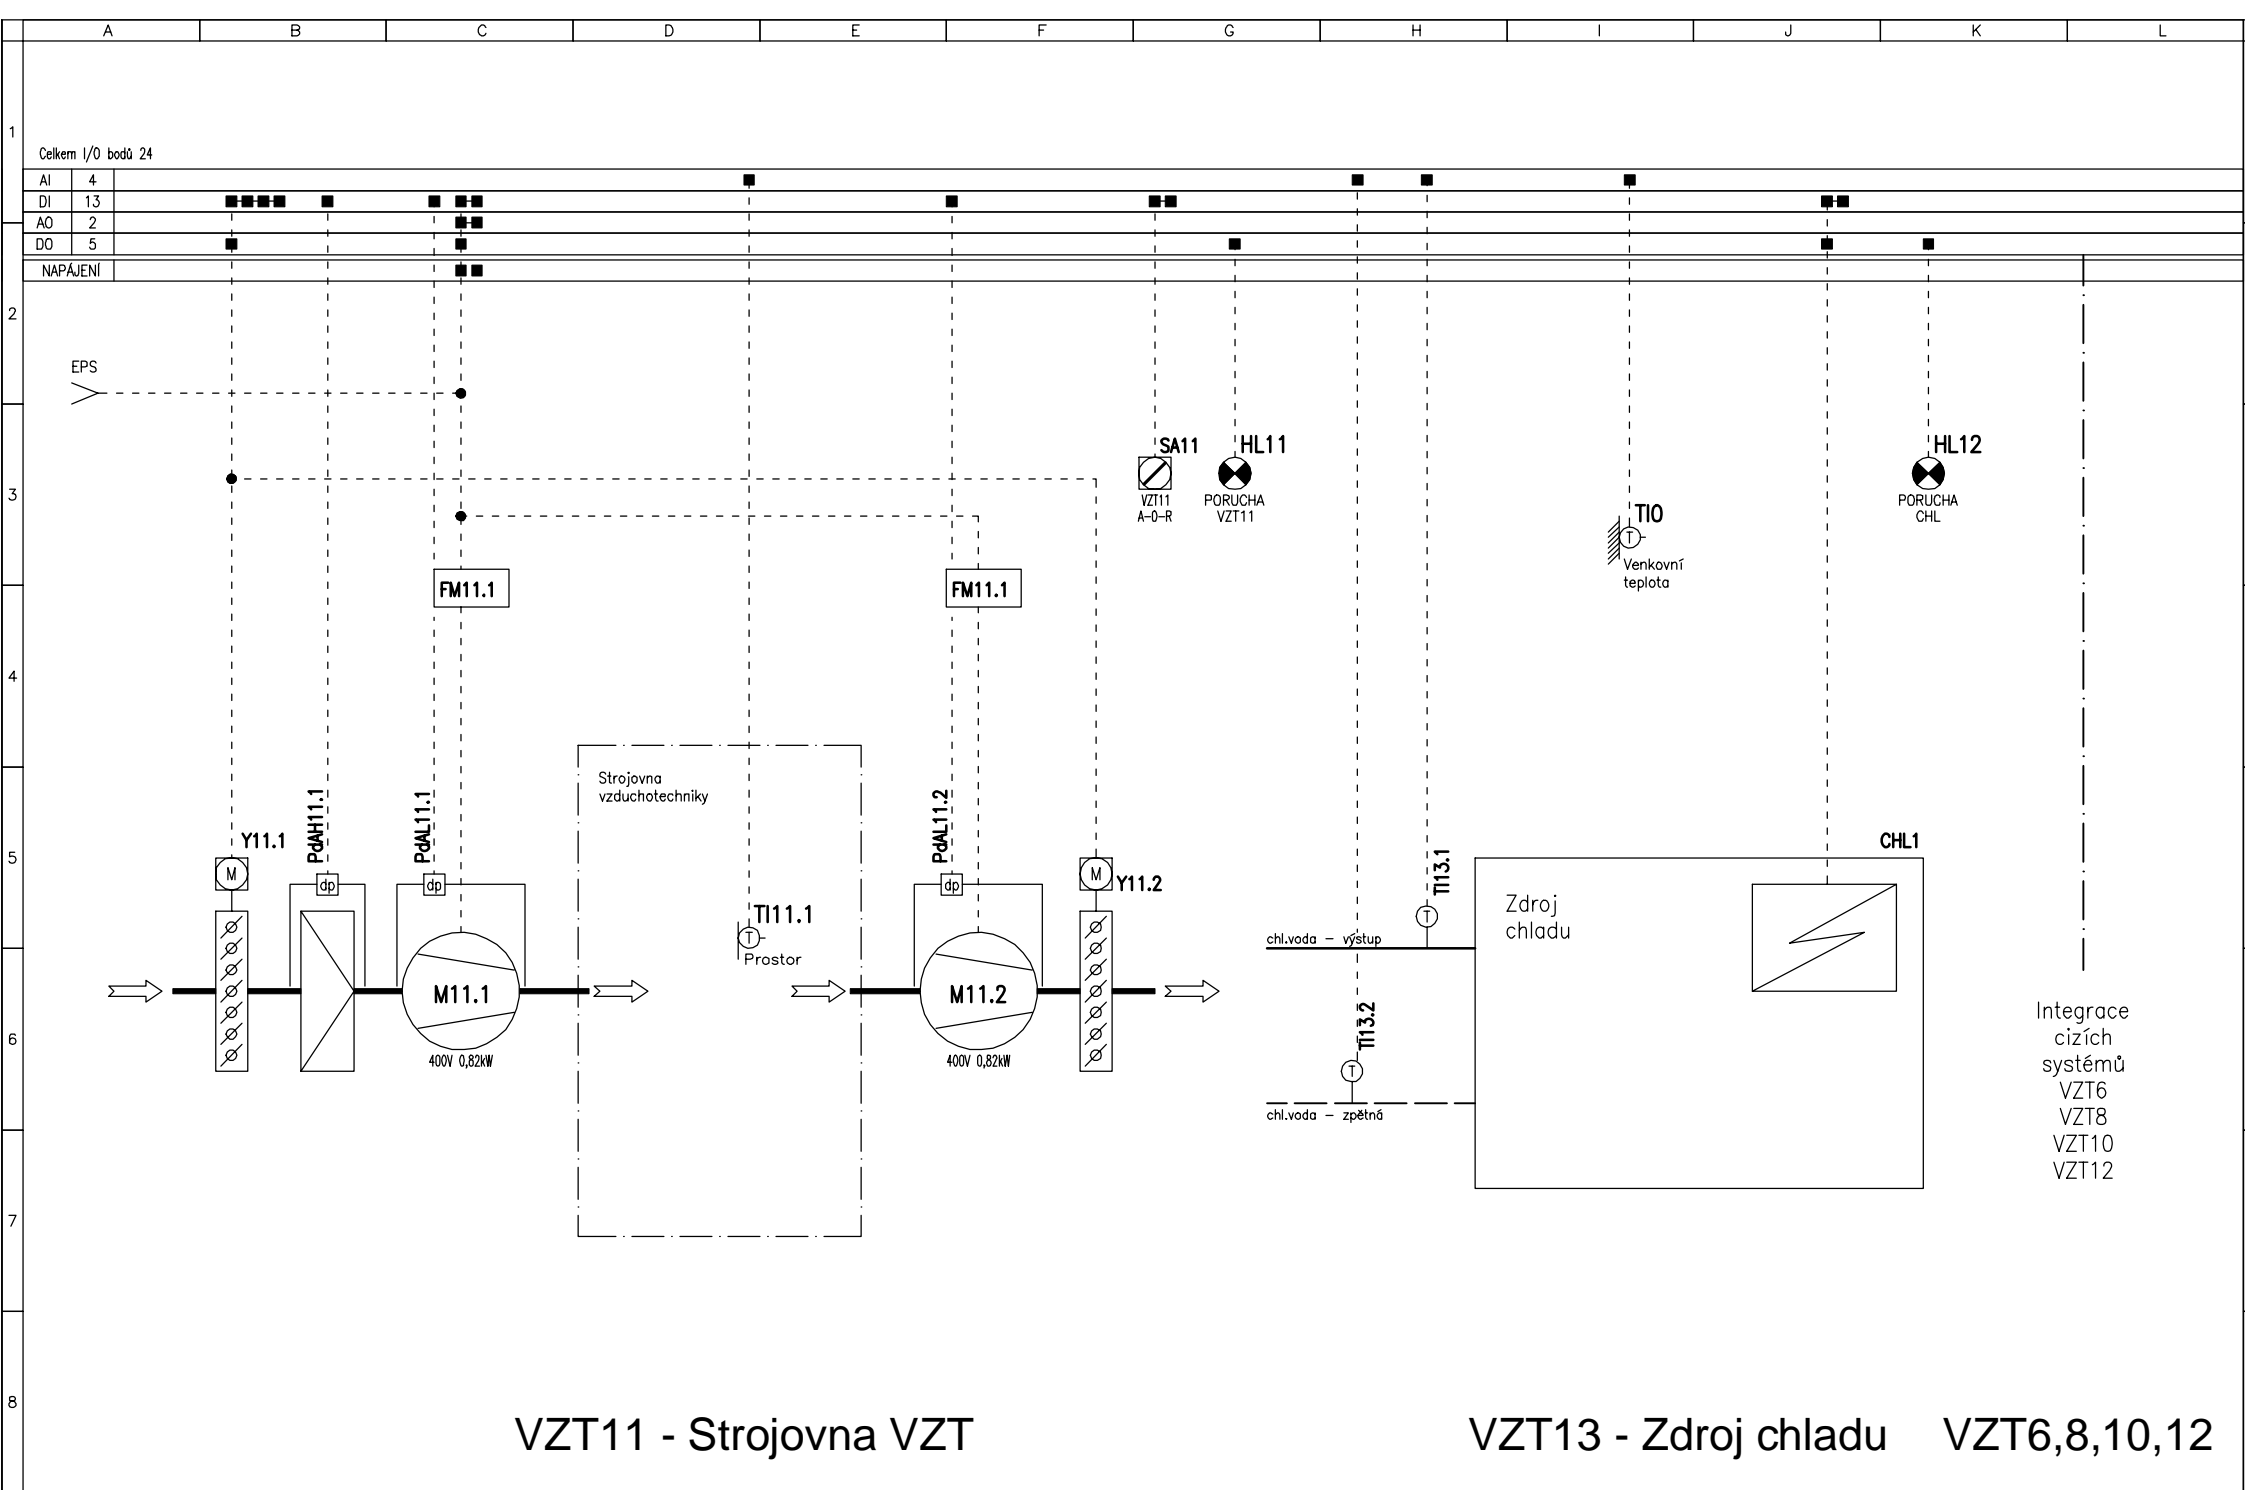 A B C D E F G H I J K L
1
Celkem I/O bodů 24
AI 4
DI 13
AO 2
DO 5
NAPÁJENÍ
2
EPS
SA11
HL11
HL12
3
VZT11
A-0-R
PORUCHA
VZT11
PORUCHA
CHL
TI0
T
Venkovní
teplota
FM11.1
FM11.1
4
Strojovna
vzduchotechniky
PdAH11.1
PdAL11.1
PdAL11.2
Y11.1
CHL1
5
M
dp
dp
dp
M
Y11.2
TI13.1
T
TI11.1
T
Prostor
Zdroj
chladu
chl.voda - výstup
M11.1
M11.2
TI13.2
T
6
400V 0,82kW
400V 0,82kW
Integrace
cizích
systémů
VZT6
VZT8
VZT10
VZT12
chl.voda - zpětná
7
8
VZT11 - Strojovna VZT
VZT13 - Zdroj chladu
VZT6,8,10,12